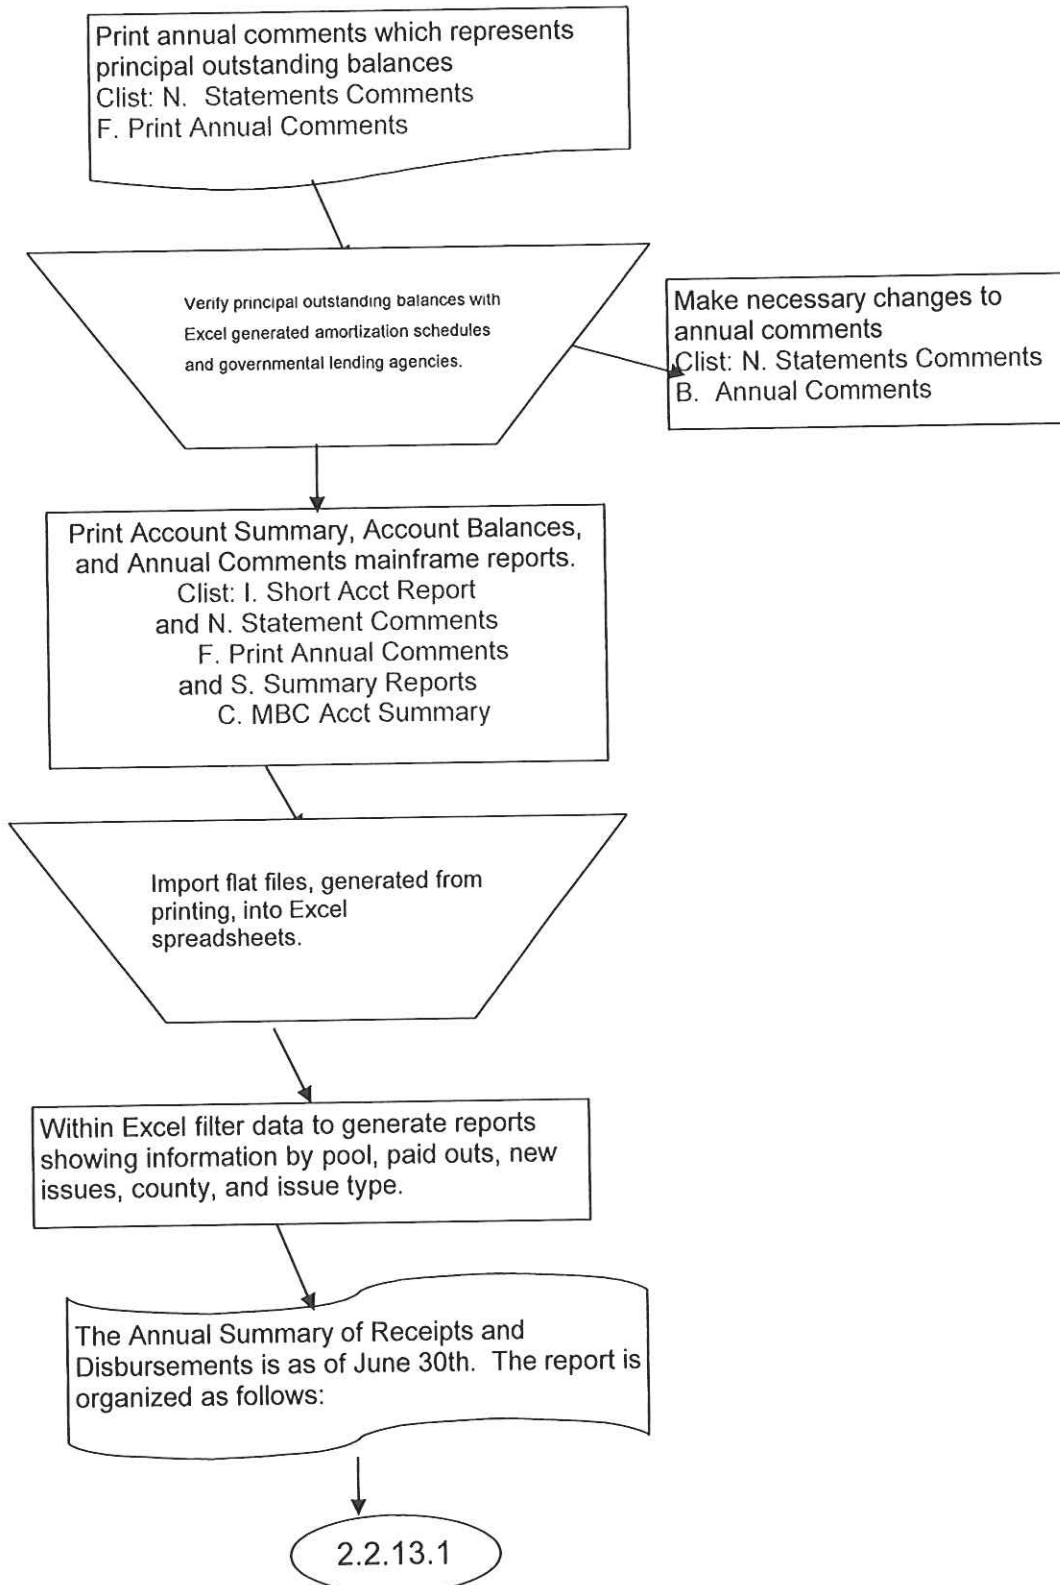 Print annual comments which represents
principal outstanding balances
Clist: N. Statements Comments
F. Print Annual Comments
Verify principal outstanding balances with
Excel generated amortization schedules
and governmental lending agencies.
Make necessary changes to
annual comments
Clist: N. Statements Comments
B. Annual Comments
Print Account Summary, Account Balances,
and Annual Comments mainframe reports.
Clist: I. Short Acct Report
and N. Statement Comments
F. Print Annual Comments
and S. Summary Reports
C. MBC Acct Summary
Import flat files, generated from
printing, into Excel
spreadsheets.
Within Excel filter data to generate reports
showing information by pool, paid outs, new
issues, county, and issue type.
The Annual Summary of Receipts and
Disbursements is as of June 30th. The report is
organized as follows:
2.2.13.1